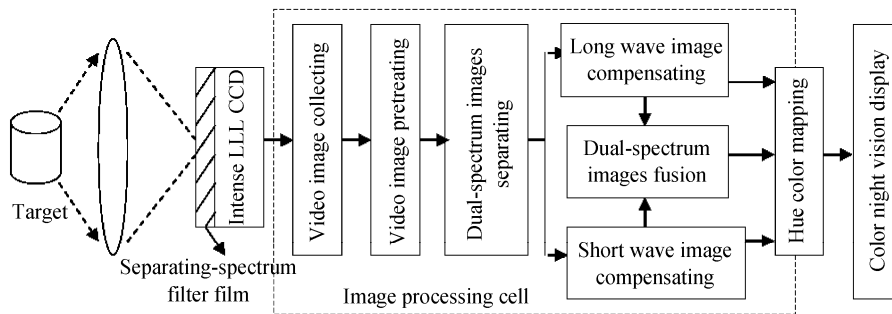 Target
Separating-spectrum
filter film
Intense LLL CCD
Video image collecting
Video image pretreating
Dual-spectrum images
separating
Long wave image
compensating
Dual-spectrum
images fusion
Short wave image
compensating
Hue color mapping
Color night vision display
Image processing cell